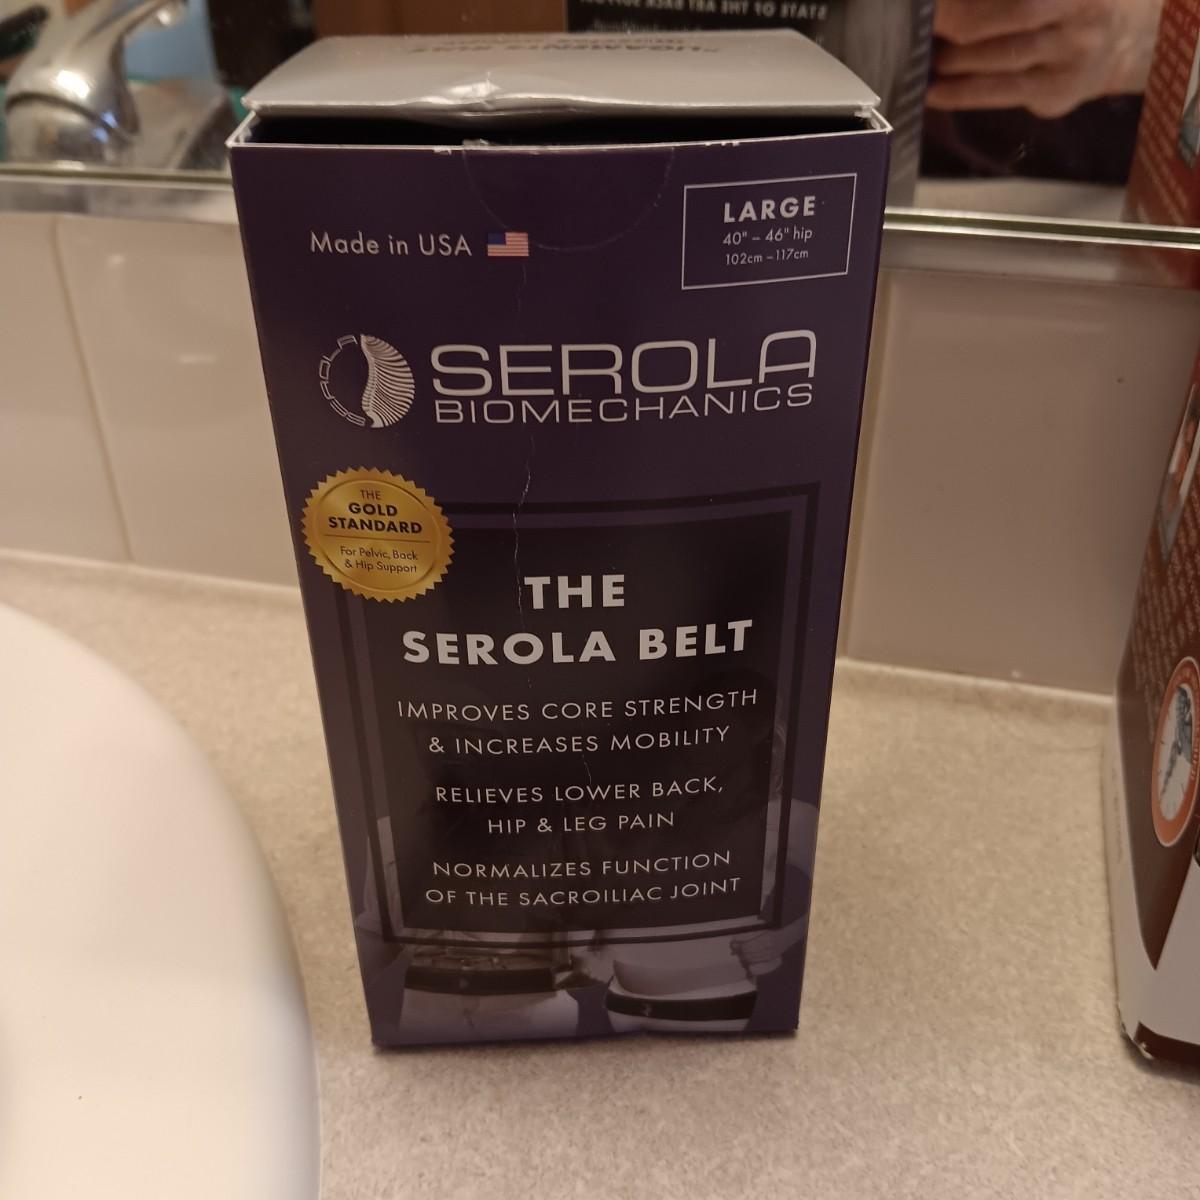 Made in USA
LARGE
40" – 46" hip
102cm – 117cm
SEROLA
SEROLA
BIOMECHANICS
THE
GOLD
STANDARD
For Pelvic, Back
& Hip Support
THE
SEROLA BELT
IMPROVES CORE STRENGTH
& INCREASES MOBILITY
RELIEVES LOWER BACK,
HIP & LEG PAIN
NORMALIZES FUNCTION
OF THE SACROILIAC JOINT